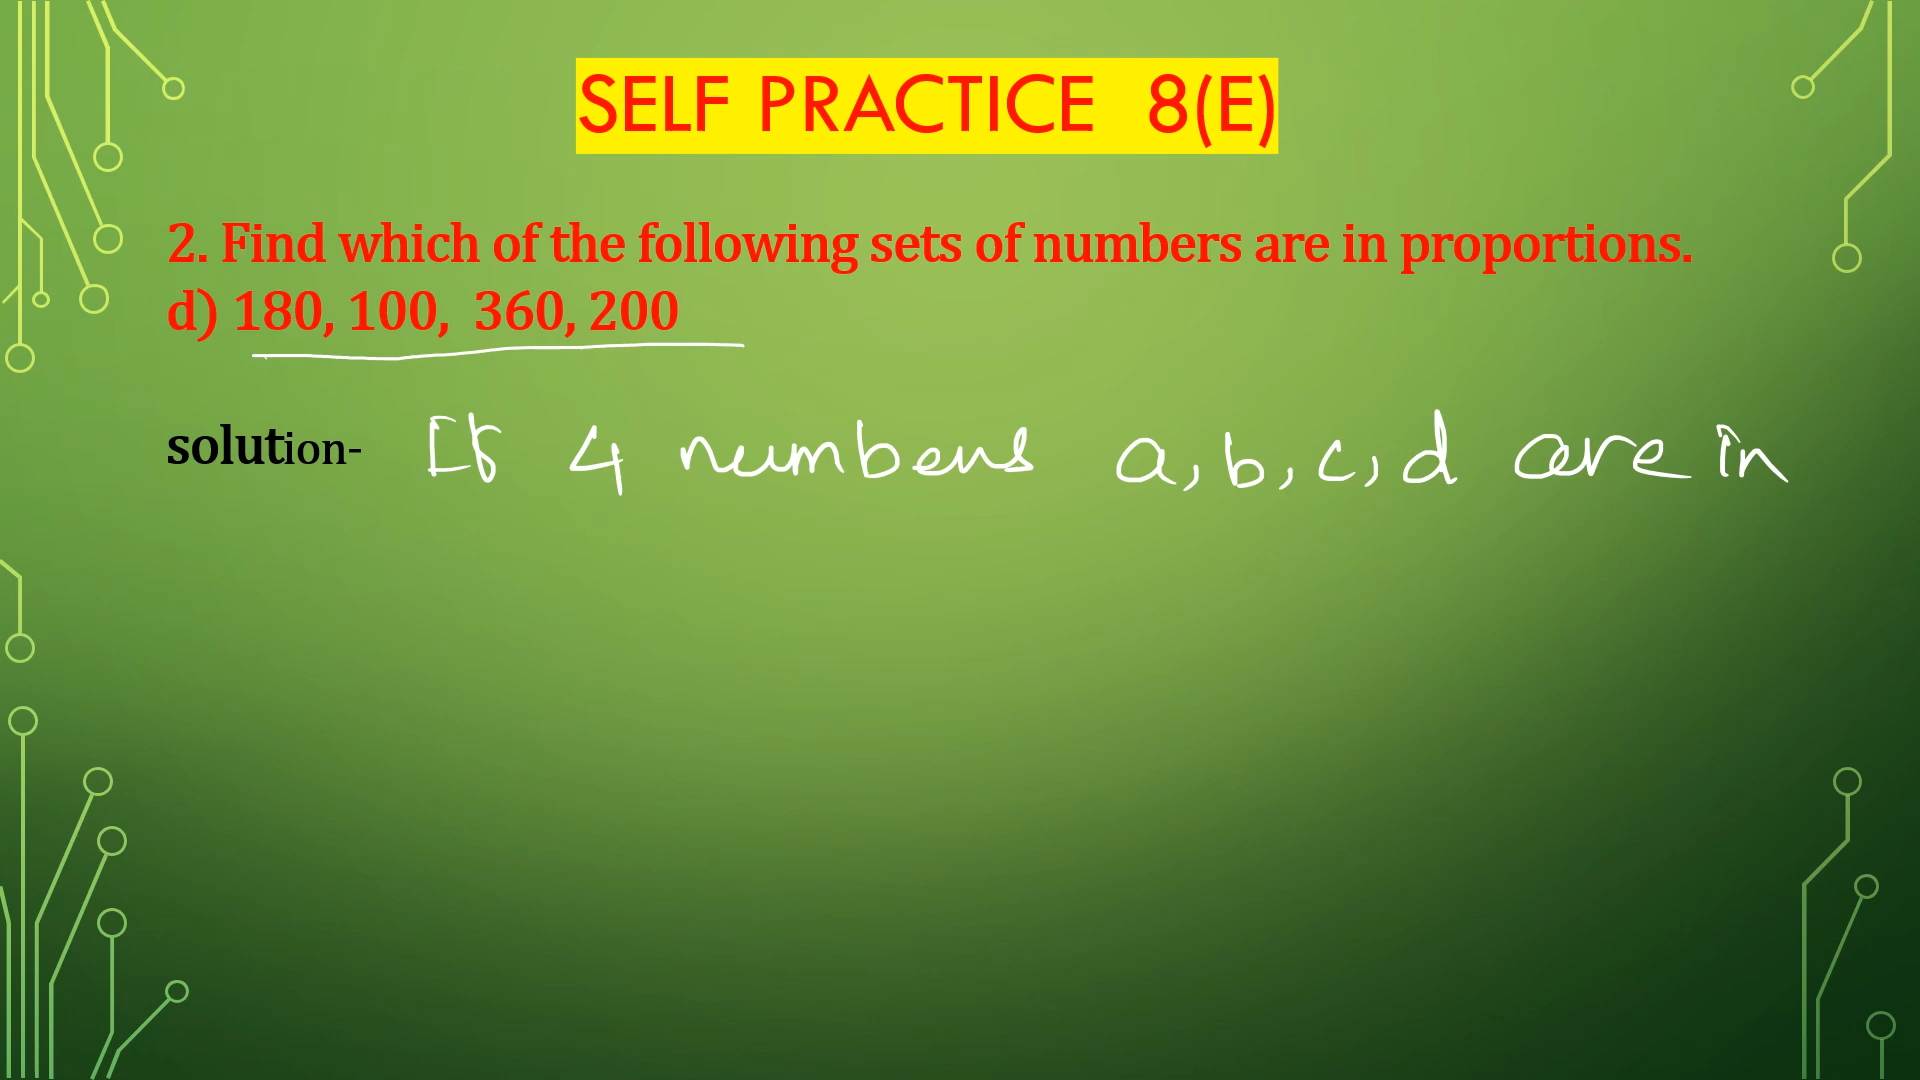 SELF PRACTICE 8(E)
2. Find which of the following sets of numbers are in proportions.
d) 180, 100, 360, 200
solution- If 4 numbers a, b, c, d are in